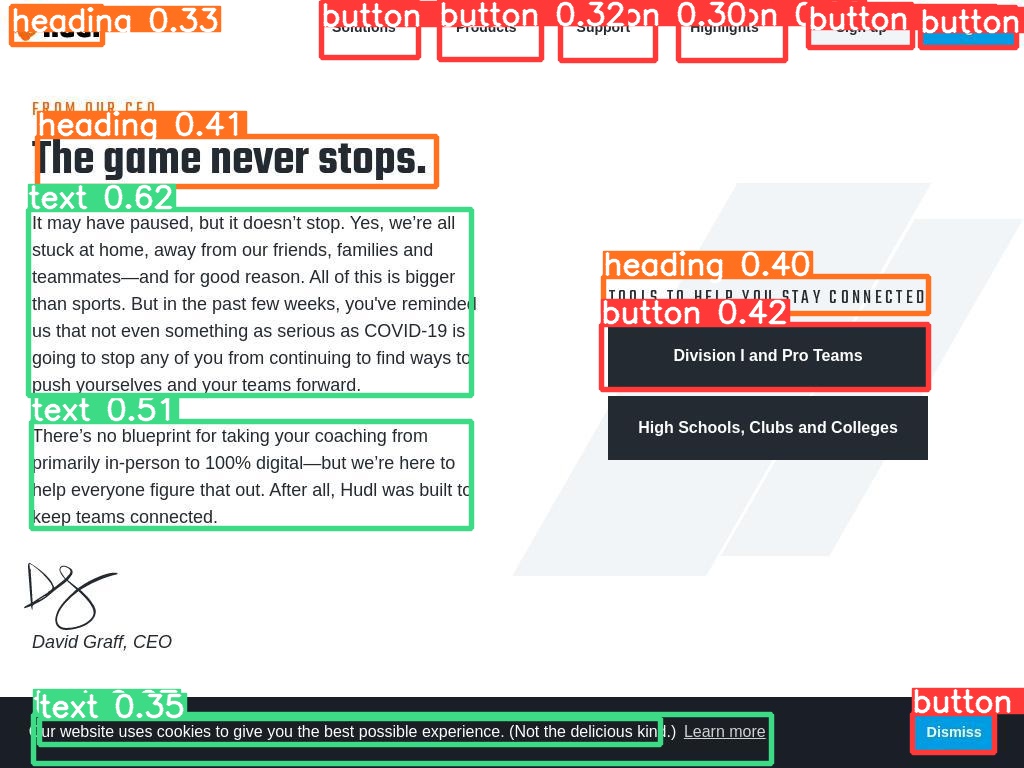 heading 0.33
button
button 0.32
0.30
button
button
Solutions
Products
Support
Highlights
Sign up
FROM OUR CEO
heading 0.41
The game never stops.
text 0.62
It may have paused, but it doesn’t stop. Yes, we’re all
stuck at home, away from our friends, families and
teammates—and for good reason. All of this is bigger
than sports. But in the past few weeks, you've reminded
us that not even something as serious as COVID-19 is
going to stop any of you from continuing to find ways to
push yourselves and your teams forward.
text 0.51
There’s no blueprint for taking your coaching from
primarily in-person to 100% digital—but we’re here to
help everyone figure that out. After all, Hudl was built to
keep teams connected.
David Graff, CEO
heading 0.40
TOOLS TO HELP YOU STAY CONNECTED
button 0.42
Division I and Pro Teams
High Schools, Clubs and Colleges
text 0.35
button
Our website uses cookies to give you the best possible experience. (Not the delicious kind.) Learn more
Dismiss